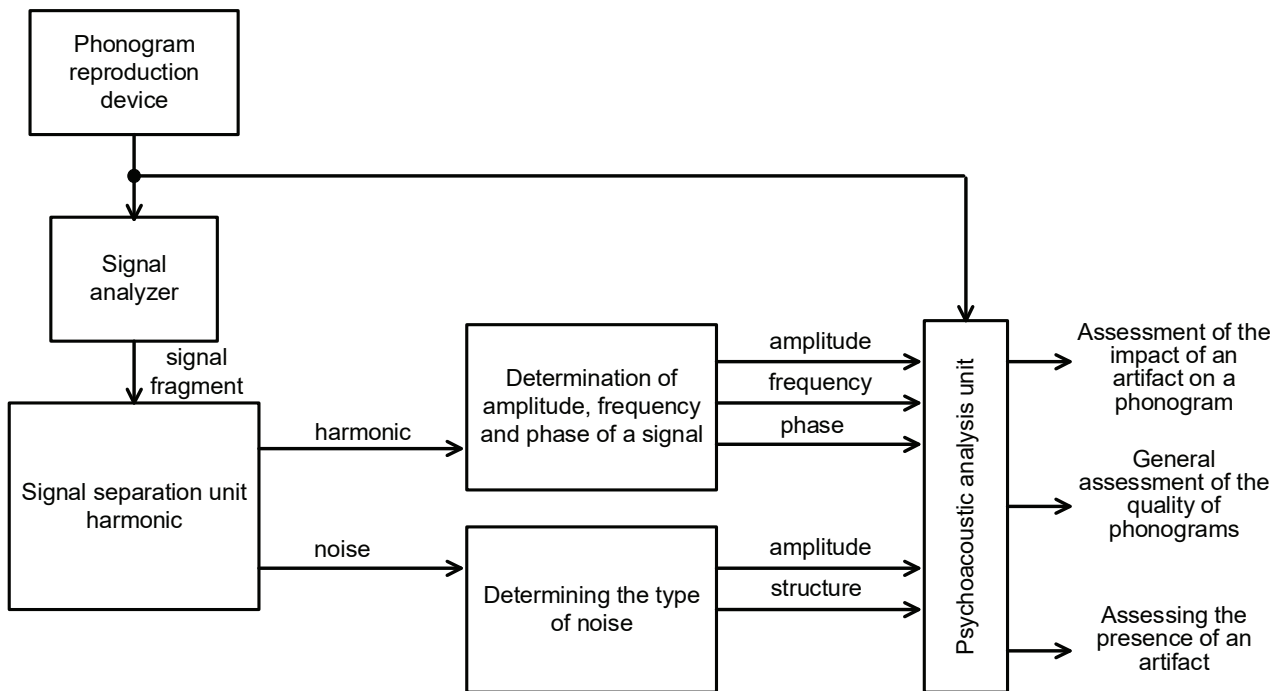 Phonogram
reproduction
device
Signal
analyzer
signal
fragment
Signal separation unit
harmonic
harmonic
noise
Determination of
amplitude, frequency
and phase of a signal
Determining the type
of noise
amplitude
frequency
phase
amplitude
structure
Psychoacoustic analysis unit
Assessment of the
impact of an
artifact on a
phonogram
General
assessment of the
quality of
phonograms
Assessing the
presence of an
artifact